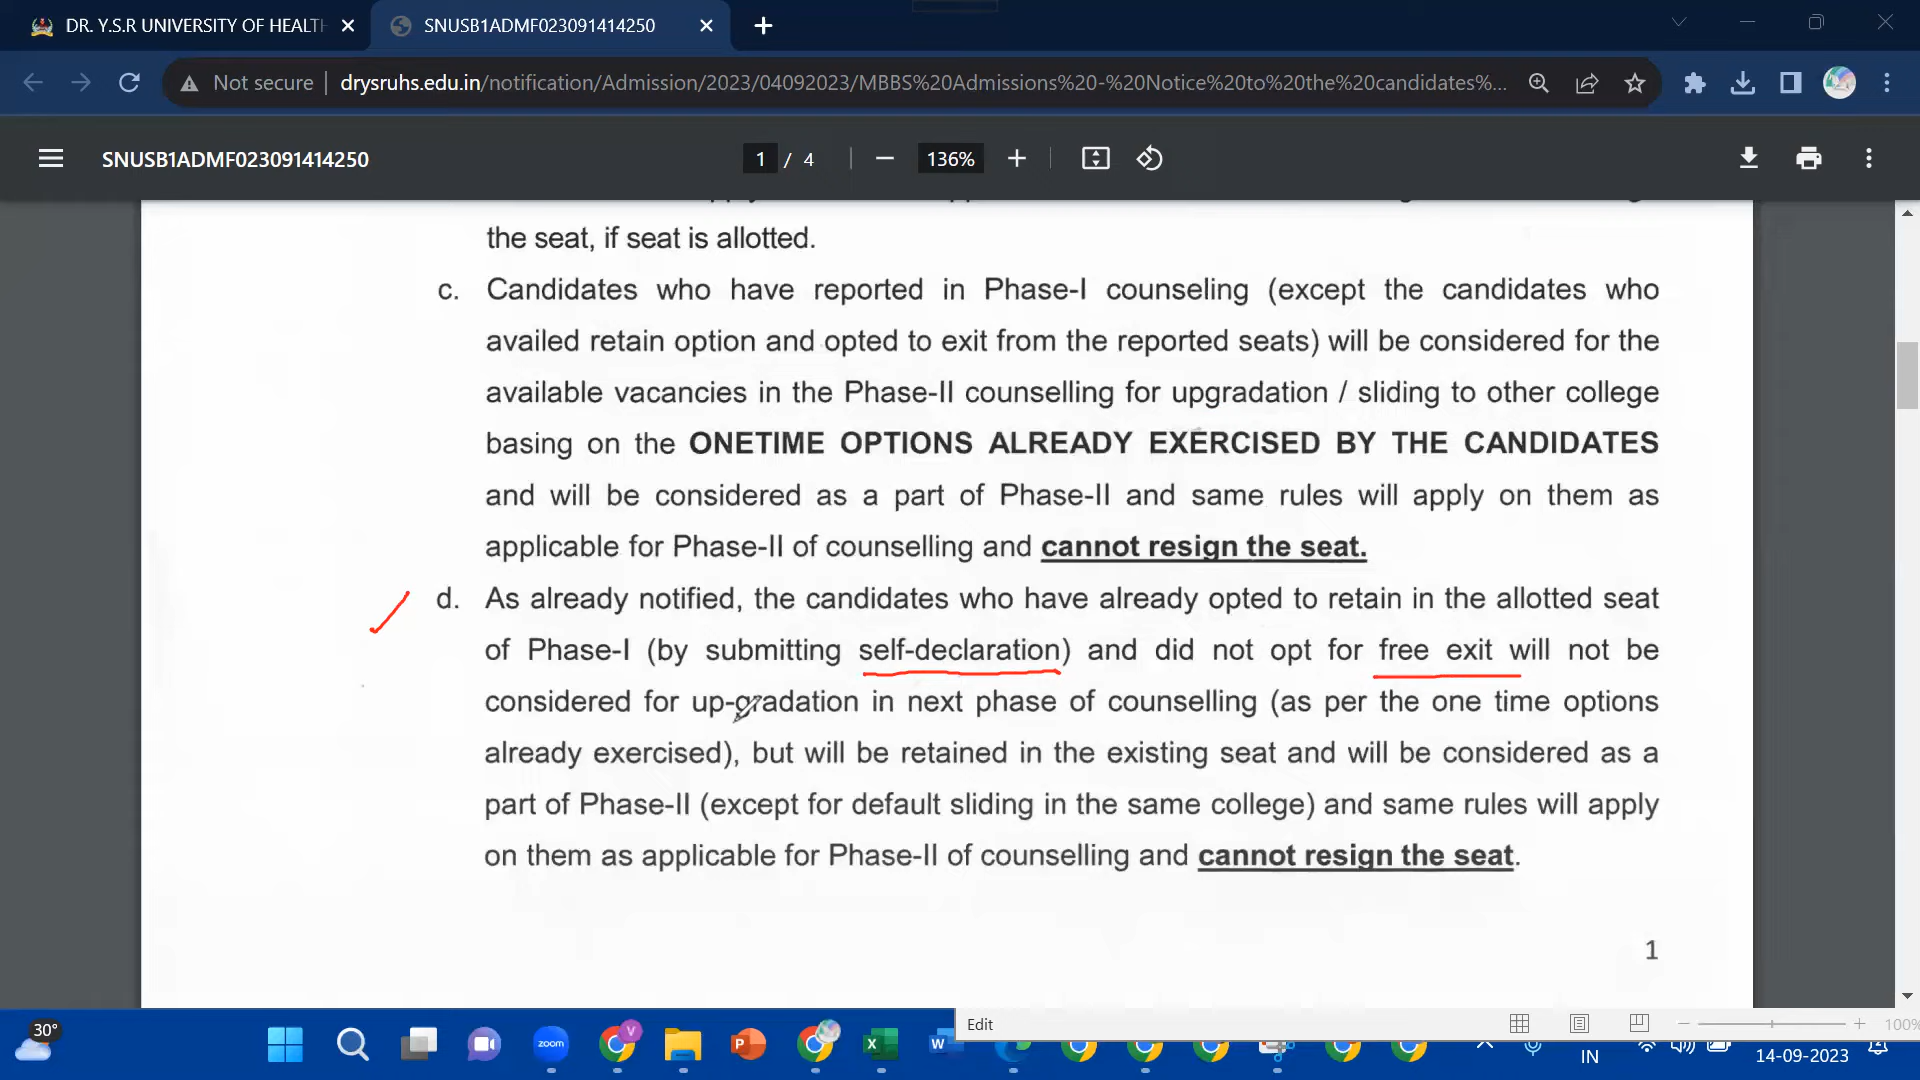 DR. Y.S.R UNIVERSITY OF HEALTH
SNUSB1ADMF023091414250
Not secure
drysruhs.edu.in/notification/Admission/2023/04092023/MBBS%20Admissions%20-%20Notice%20to%20the%20candidates%...
SNUSB1ADMF023091414250
1 / 4
136%
the seat, if seat is allotted.
c. Candidates who have reported in Phase-I counseling (except the candidates who
availed retain option and opted to exit from the reported seats) will be considered for the
available vacancies in the Phase-II counselling for upgradation / sliding to other college
basing on the ONETIME OPTIONS ALREADY EXERCISED BY THE CANDIDATES
and will be considered as a part of Phase-II and same rules will apply on them as
applicable for Phase-II of counselling and cannot resign the seat.
d. As already notified, the candidates who have already opted to retain in the allotted seat
of Phase-I (by submitting self-declaration) and did not opt for free exit will not be
considered for up-gradation in next phase of counselling (as per the one time options
already exercised), but will be retained in the existing seat and will be considered as a
part of Phase-II (except for default sliding in the same college) and same rules will apply
on them as applicable for Phase-II of counselling and cannot resign the seat.
1
Edit
100%
30°
zoom
V
IN
14-09-2023